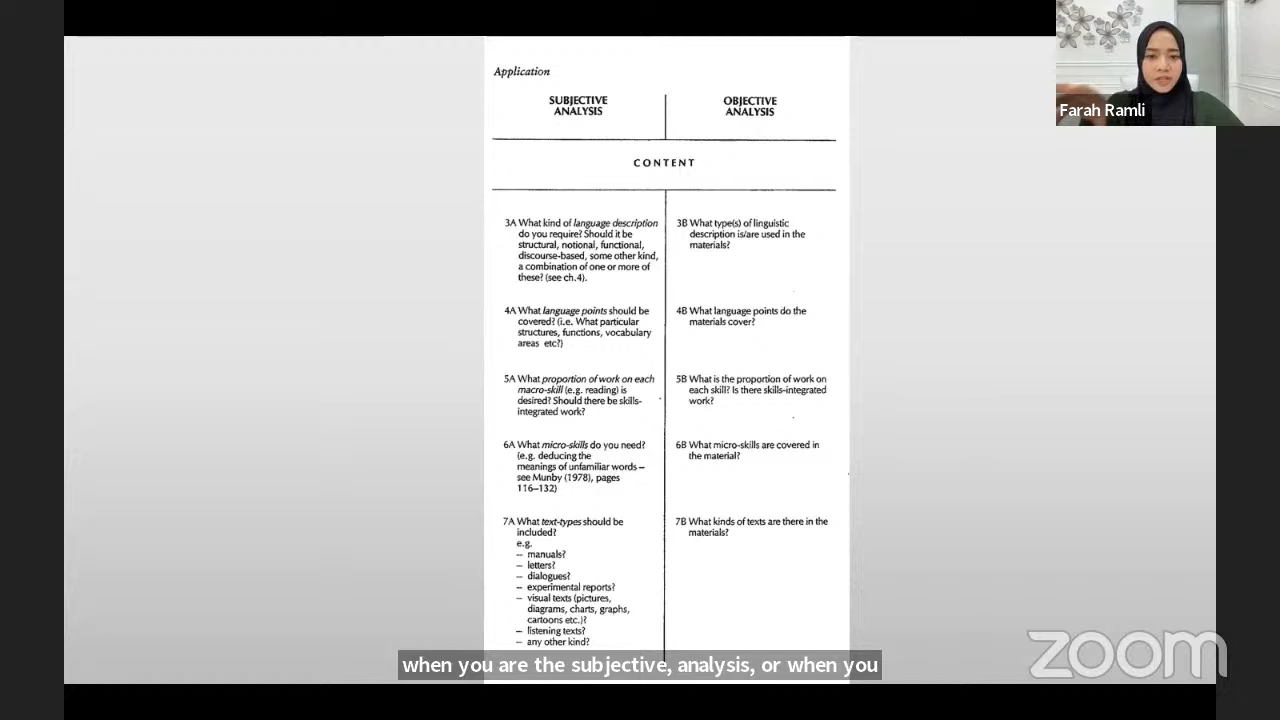 Application
SUBJECTIVE
ANALYSIS
OBJECTIVE
ANALYSIS
CONTENT
3A What kind of language description
do you require? Should it be
structural, notional, functional,
discourse-based, some other kind,
a combination of one or more of
these? (see ch.4).
3B What type(s) of linguistic
description is/are used in the
materials?
4A What language points should be
covered? (i.e. What particular
structures, functions, vocabulary
areas etc?)
4B What language points do the
materials cover?
5A What proportion of work on each
macro-skill (e.g. reading) is
desired? Should there be skills-
integrated work?
5B What is the proportion of work on
each skill? Is there skills-integrated
work?
6A What micro-skills do you need?
(e.g. deducing the
meanings of unfamiliar words –
see Munby (1978), pages
116–132)
6B What micro-skills are covered in
the material?
7A What text-types should be
included?
e.g.
– manuals?
– letters?
– dialogues?
– experimental reports?
– visual texts (pictures,
diagrams, charts, graphs,
cartoons etc.)?
– listening texts?
– any other kind?
7B What kinds of texts are there in the
materials?
Farah Ramli
when you are the subjective, analysis, or when you
zoom